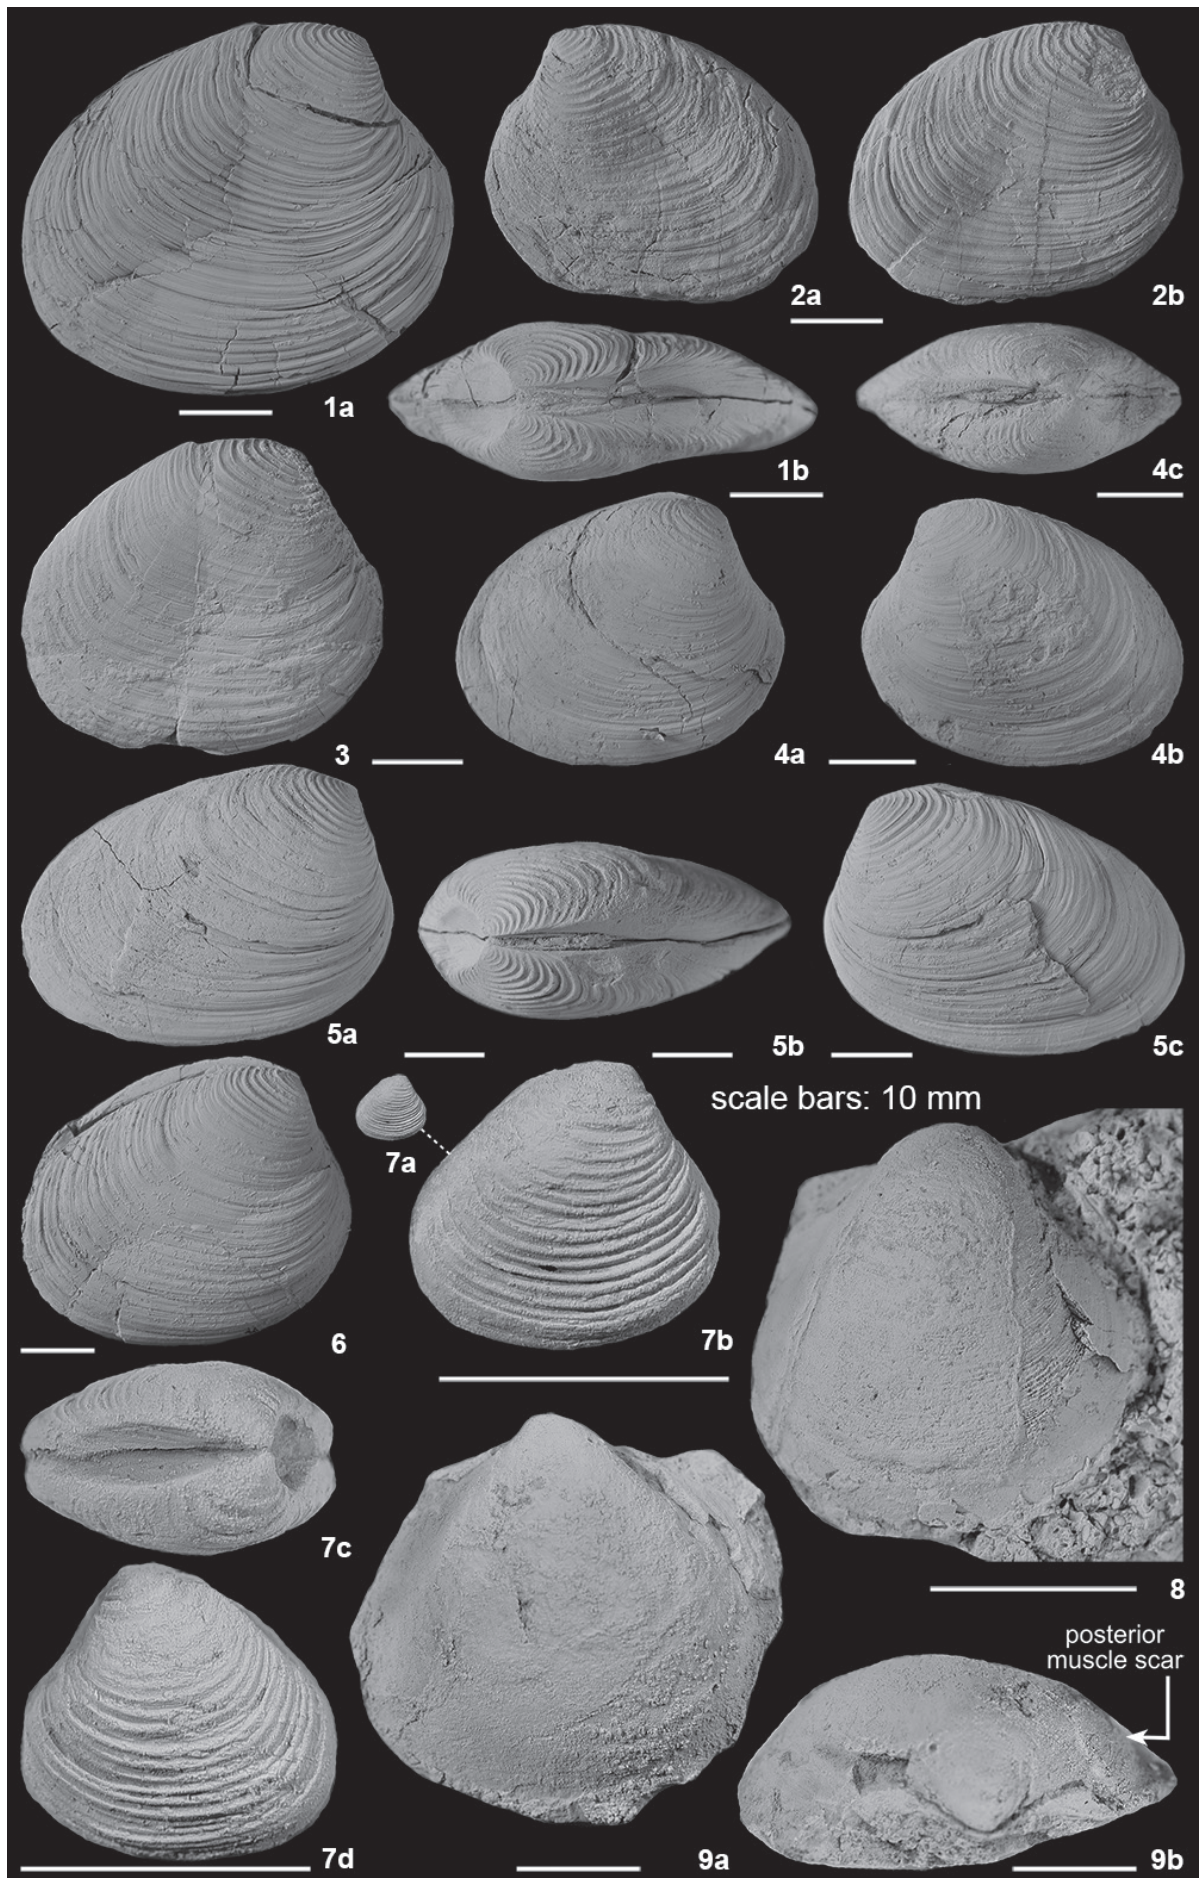 2a
2b
1a
1b
4c
3
4a
4b
5a
5b
5c
scale bars: 10 mm
7a
6
7b
7c
8
posterior
muscle scar
7d
9a
9b